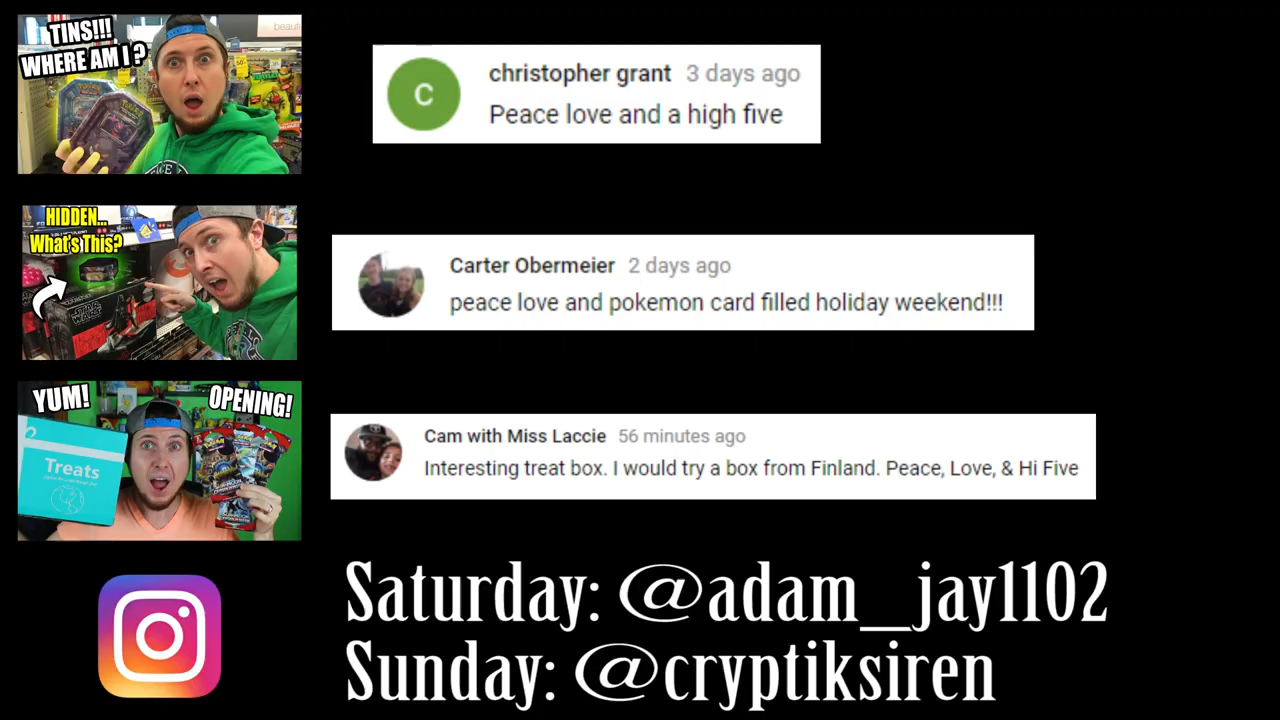 TINS!!!
WHERE AM I ?
christopher grant 3 days ago
C
Peace love and a high five
HIDDEN...
What's This?
STAR WARS
Carter Obermeier 2 days ago
peace love and pokemon card filled holiday weekend!!!
YUM!
OPENING!
Treats
Cam with Miss Laccie 56 minutes ago
Interesting treat box. I would try a box from Finland. Peace, Love, & Hi Five
Saturday: @adam_jay1102
Sunday: @cryptiksiren